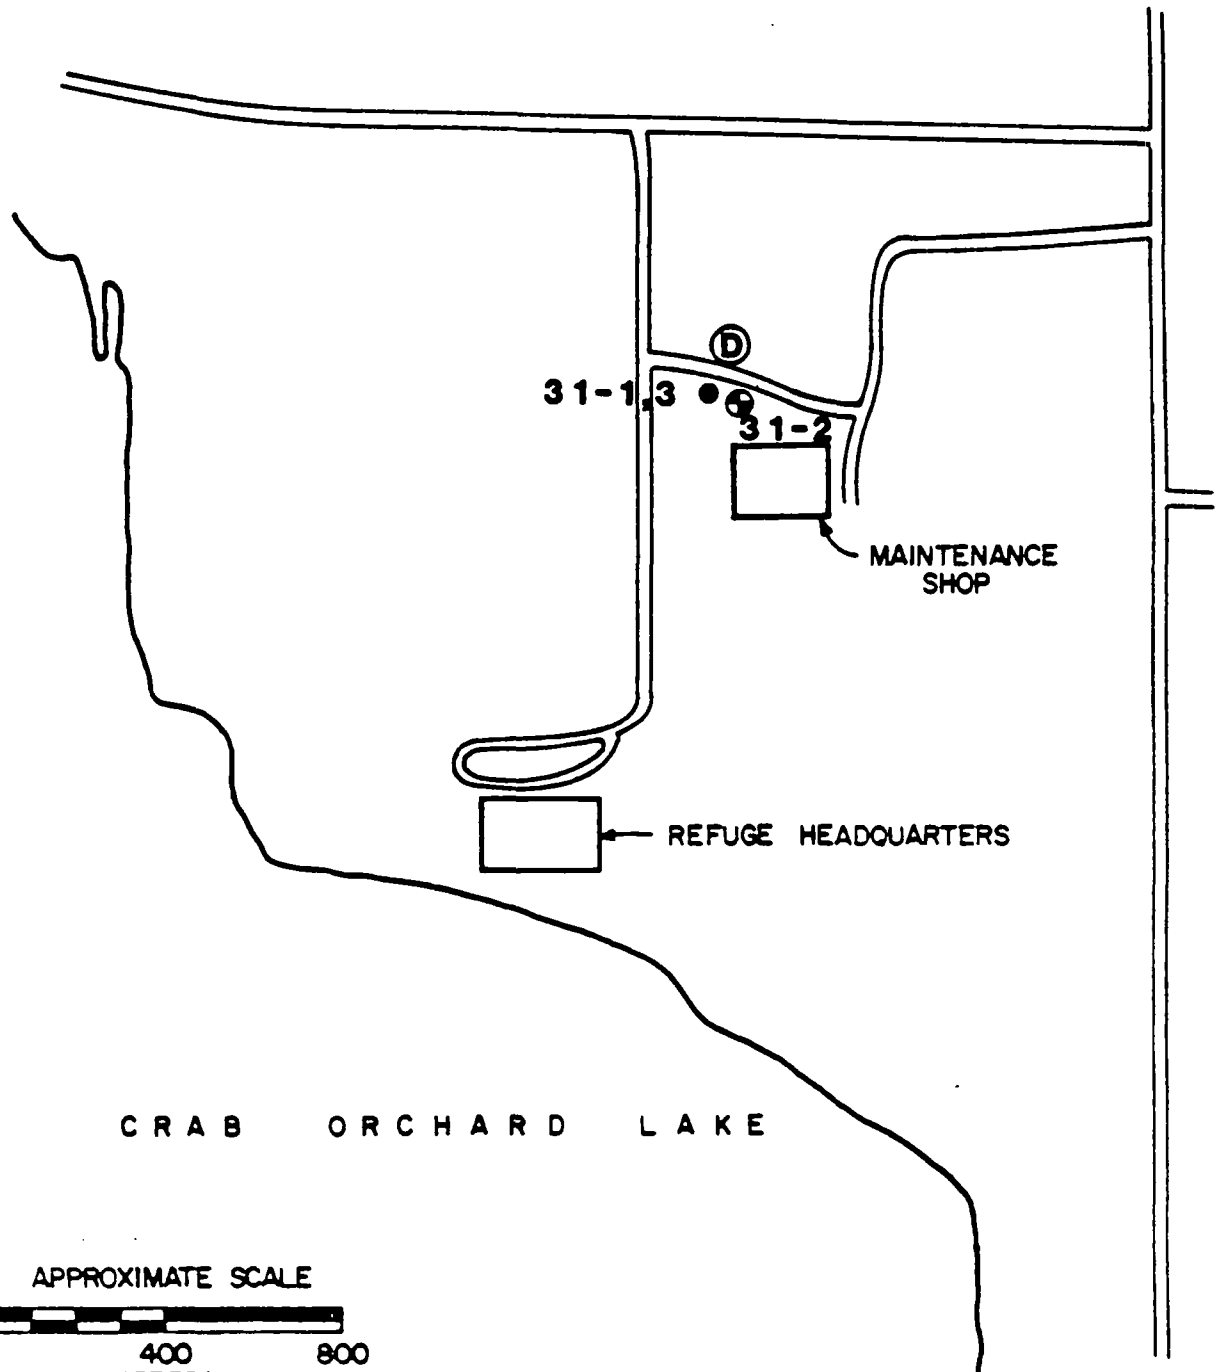 D
31-1,3
31-2
MAINTENANCE
SHOP
REFUGE HEADQUARTERS
CRAB ORCHARD LAKE
APPROXIMATE SCALE
400 800